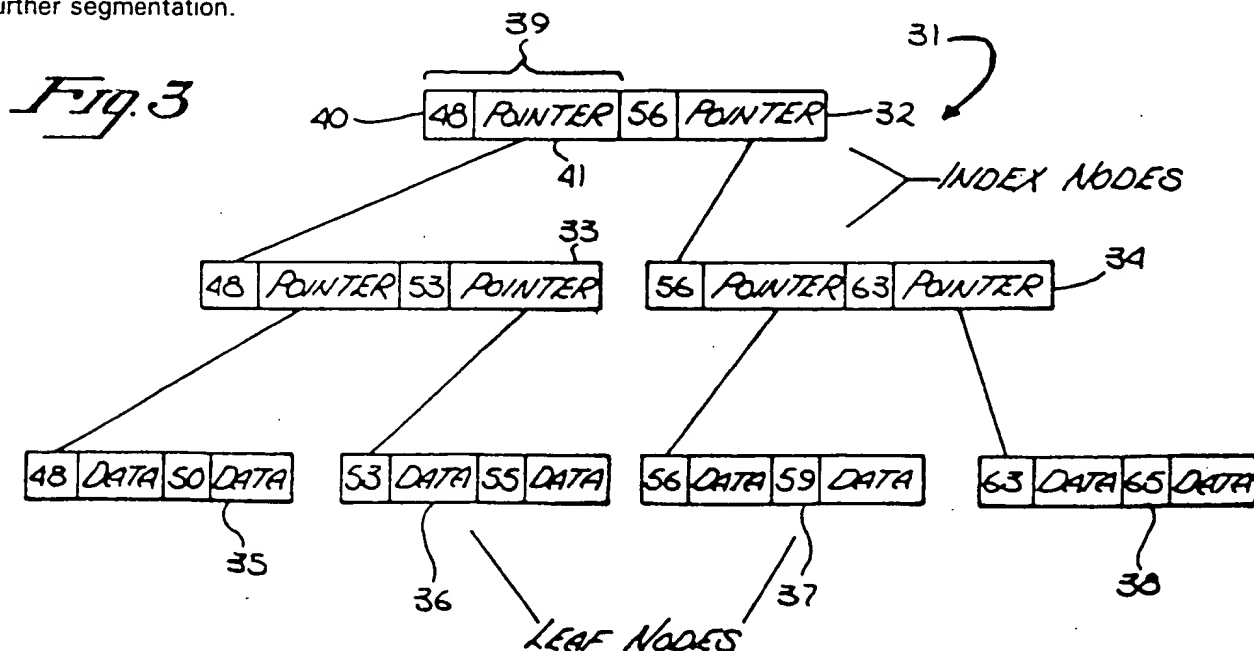 urther segmentation.
Fig. 3
39
31
40
48 POINTER 56 POINTER
32
41
INDEX NODES
33
48 POINTER 53 POINTER
56 POINTER 63 POINTER
34
48 DATA 50 DATA
53 DATA 55 DATA
56 DATA 59 DATA
63 DATA 65 DATA
35
36
37
38
LEAF NODES